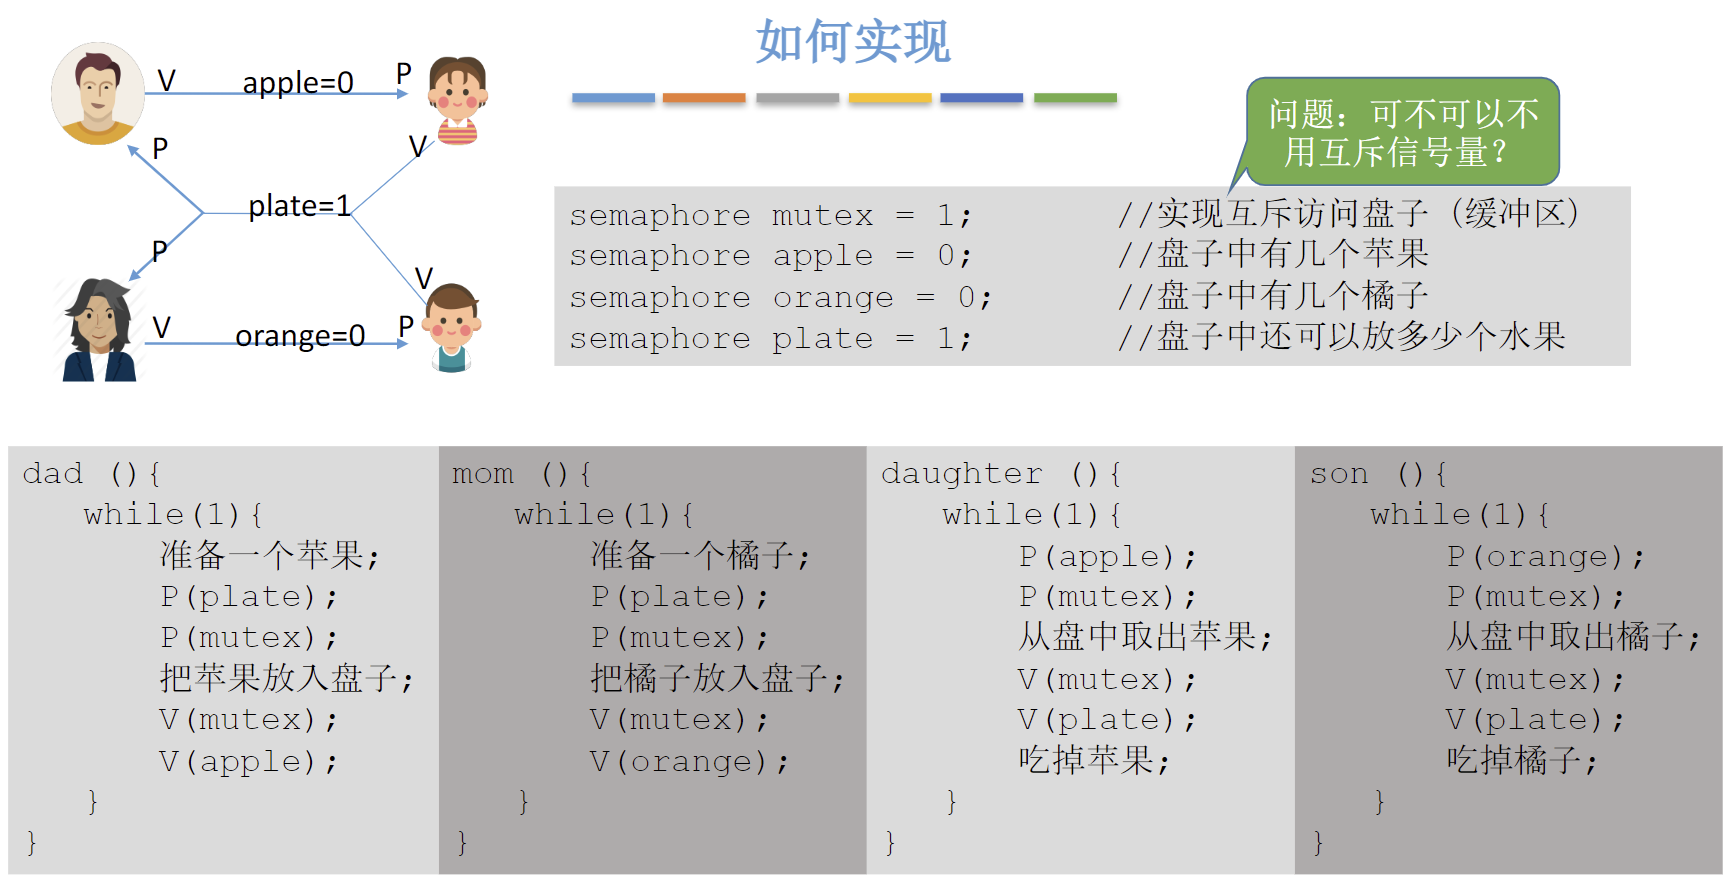 如何实现
V apple=0 P
P
V
plate=1
P
V
V orange=0 P
问题：可不可以不
用互斥信号量？
semaphore mutex = 1; //实现互斥访问盘子（缓冲区）
semaphore apple = 0; //盘子中有几个苹果
semaphore orange = 0; //盘子中有几个橘子
semaphore plate = 1; //盘子中还可以放多少个水果
dad (){
while(1){
准备一个苹果;
P(plate);
P(mutex);
把苹果放入盘子;
V(mutex);
V(apple);
}
}
mom (){
while(1){
准备一个橘子;
P(plate);
P(mutex);
把橘子放入盘子;
V(mutex);
V(orange);
}
}
daughter (){
while(1){
P(apple);
P(mutex);
从盘中取出苹果;
V(mutex);
V(plate);
吃掉苹果;
}
}
son (){
while(1){
P(orange);
P(mutex);
从盘中取出橘子;
V(mutex);
V(plate);
吃掉橘子;
}
}